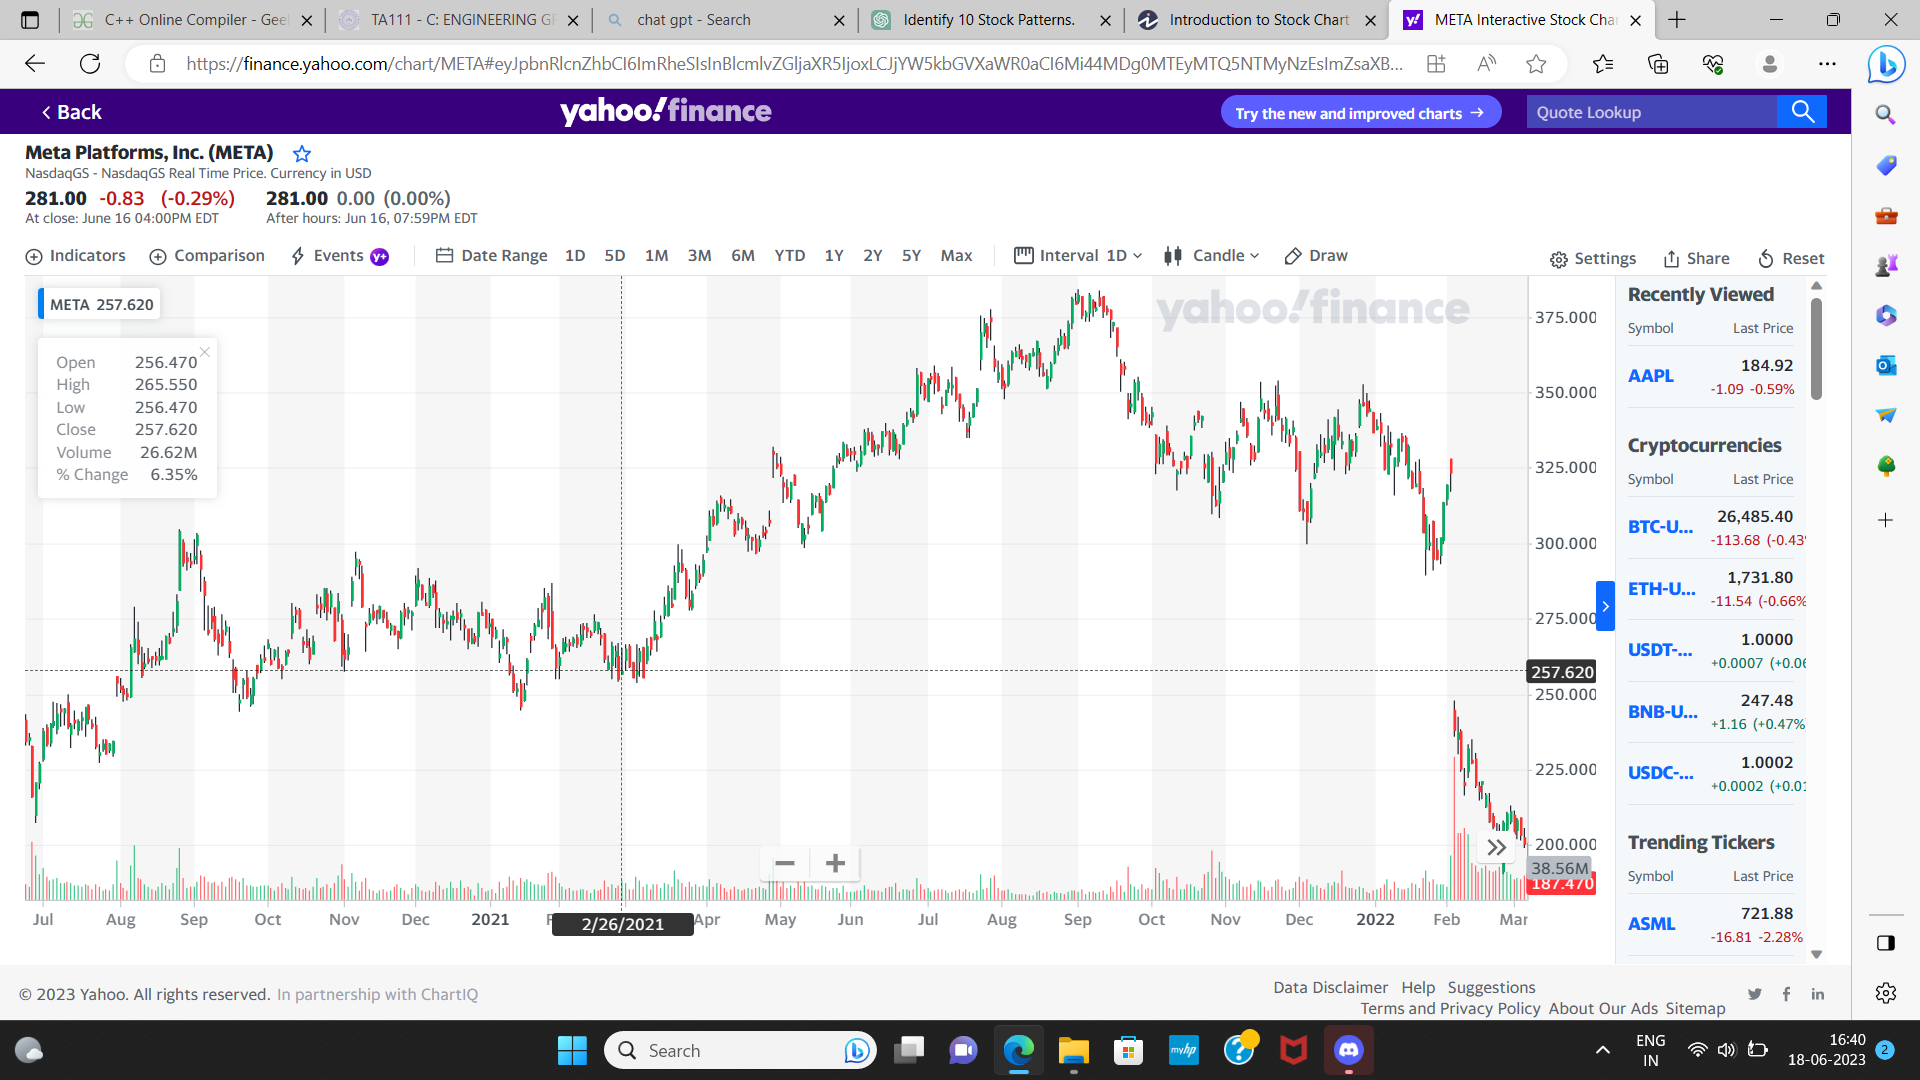 C++ Online Compiler - Gee
TA111 - C: ENGINEERING GR
chat gpt - Search
Identify 10 Stock Patterns.
Introduction to Stock Chart
META Interactive Stock Char
https://finance.yahoo.com/chart/META#
Back
yahoo!finance
Try the new and improved charts →
Quote Lookup
Meta Platforms, Inc. (META)
NasdaqGS - NasdaqGS Real Time Price. Currency in USD
281.00 -0.83 (-0.29%)
281.00 0.00 (0.00%)
At close: June 16 04:00PM EDT
After hours: Jun 16, 07:59PM EDT
Indicators
Comparison
Events y+
Date Range 1D 5D 1M 3M 6M YTD 1Y 2Y 5Y Max
Interval 1D
Candle
Draw
Settings
Share
Reset
META 257.620
Open 256.470
High 265.550
Low 256.470
Close 257.620
Volume 26.62M
% Change 6.35%
yahoo!finance
375.000
350.000
325.000
300.000
275.000
257.620
250.000
225.000
200.000
38.56M
187.470
Jul Aug Sep Oct Nov Dec 2021 F 2/26/2021 Apr May Jun Jul Aug Sep Oct Nov Dec 2022 Feb Mar
Recently Viewed
Symbol Last Price
AAPL 184.92
-1.09 -0.59%
Cryptocurrencies
Symbol Last Price
BTC-U... 26,485.40
-113.68 (-0.43
ETH-U... 1,731.80
-11.54 (-0.66%
USDT-... 1.0000
+0.0007 (+0.06
BNB-U... 247.48
+1.16 (+0.47%
USDC-... 1.0002
+0.0002 (+0.01
Trending Tickers
Symbol Last Price
ASML 721.88
-16.81 -2.28%
© 2023 Yahoo. All rights reserved. In partnership with ChartIQ
Data Disclaimer Help Suggestions
Terms and Privacy Policy About Our Ads Sitemap
Search
myhp
ENG
IN
16:40
18-06-2023
2